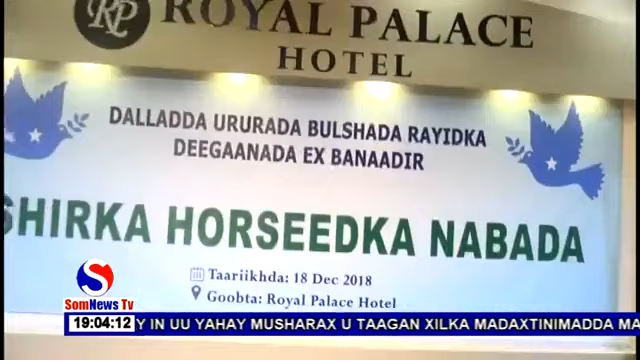 RP
ROYAL PALACE
HOTEL
DALLADDA URURADA BULSHADA RAYIDKA
DEEGAANADA EX BANAADIR
SHIRKA HORSEEDKA NABADA
Taariikhda: 18 Dec 2018
Goobta: Royal Palace Hotel
S
SomNews Tv
19:04:12 Y IN UU YAHAY MUSHARAX U TAAGAN XILKA MADAXTINIMADDA MA